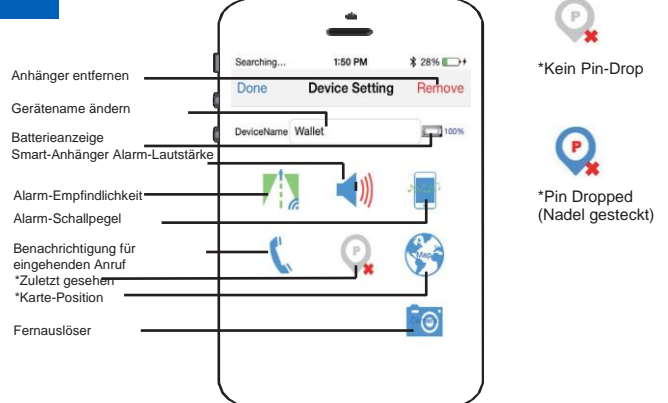 Anhänger entfernen
Gerätename ändern
Batterieanzeige
Smart-Anhänger Alarm-Lautstärke
Alarm-Empfindlichkeit
Alarm-Schallpegel
Benachrichtigung für
eingehenden Anruf
*Zuletzt gesehen
*Karte-Position
Fernauslöser
Searching... 1:50 PM 28%
Done Device Setting Remove
DeviceName Wallet 100%
P
Map
P
*Kein Pin-Drop
P
*Pin Dropped
(Nadel gesteckt)